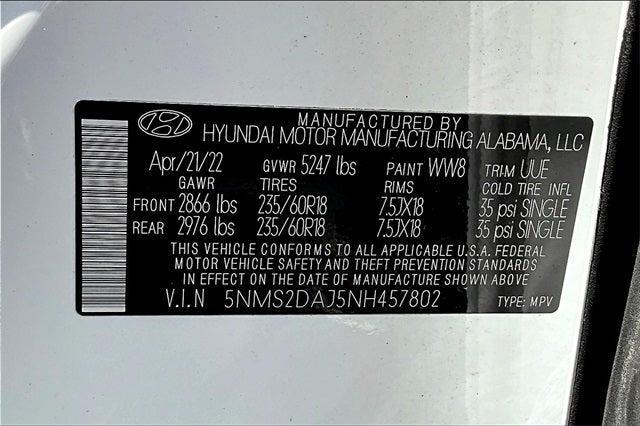 MANUFACTURED BY
HYUNDAI MOTOR MANUFACTURING ALABAMA, LLC
Apr/21/22 GVWR 5247 lbs PAINT WW8 TRIM UUE
GAWR TIRES RIMS COLD TIRE INFL
FRONT 2866 lbs 235/60R18 7.5JX18 35 psi SINGLE
REAR 2976 lbs 235/60R18 7.5JX18 35 psi SINGLE
THIS VEHICLE CONFORMS TO ALL APPLICABLE U.S.A. FEDERAL
MOTOR VEHICLE SAFETY AND THEFT PREVENTION STANDARDS
IN EFFECT ON THE DATE OF MANUFACTURE SHOWN ABOVE
V.I.N 5NMS2DAJ5NH457802 TYPE: MPV